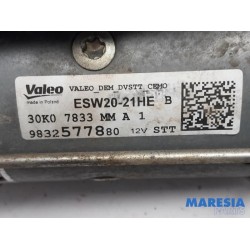 Valeo VALEO_DEM_DVSTT_CEMO
Made in Poland
ESW20-21HE B
30K0 7833 MM A 1
9832577880 12V STT
MARESIA